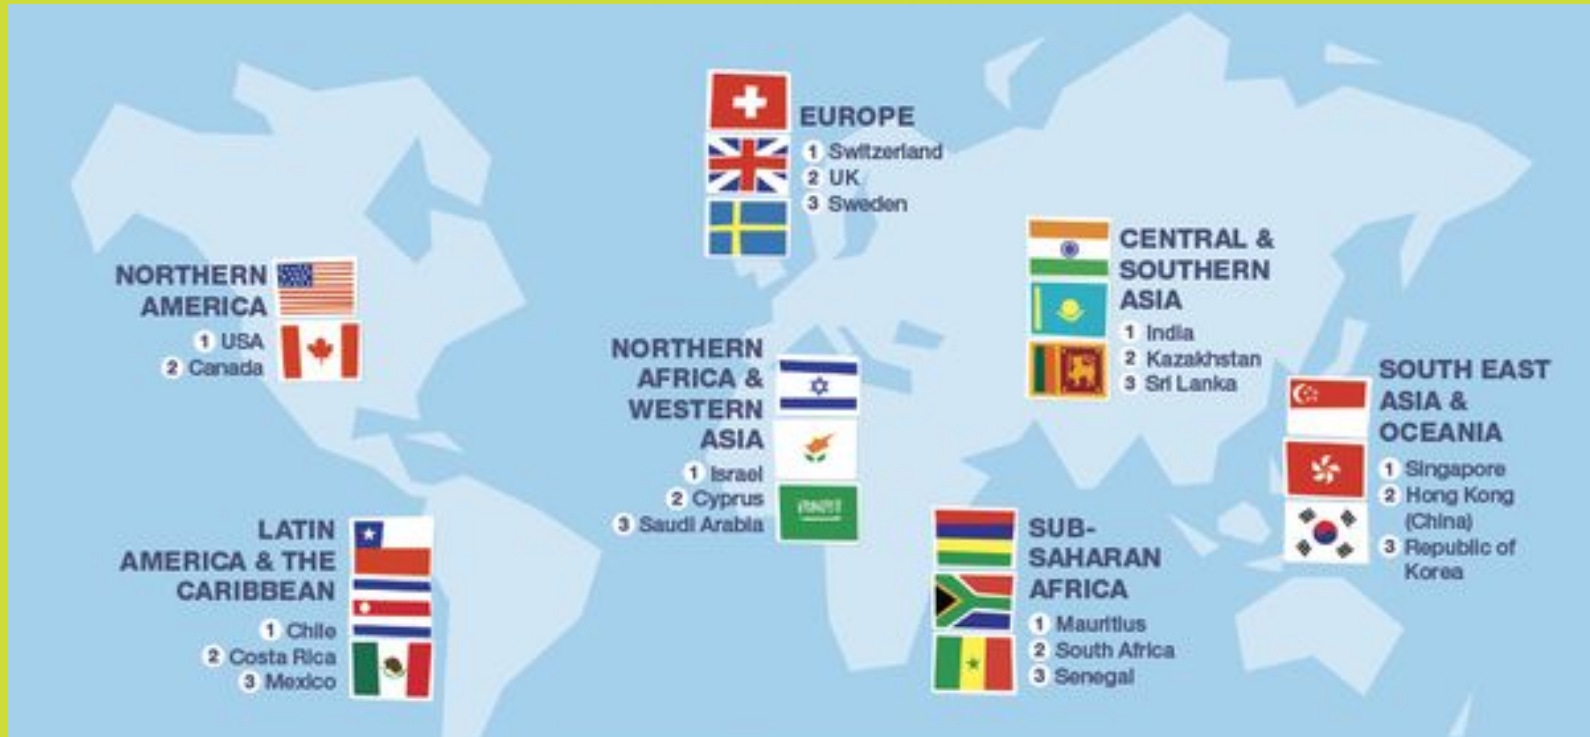 EUROPE
1 Switzerland
2 UK
3 Sweden
NORTHERN
AMERICA
1 USA
2 Canada
CENTRAL &
SOUTHERN
ASIA
1 India
2 Kazakhstan
3 Sri Lanka
NORTHERN
AFRICA &
WESTERN
ASIA
1 Israel
2 Cyprus
3 Saudi Arabia
SOUTH EAST
ASIA &
OCEANIA
1 Singapore
2 Hong Kong
(China)
3 Republic of
Korea
LATIN
AMERICA & THE
CARIBBEAN
1 Chile
2 Costa Rica
3 Mexico
SUB-
SAHARAN
AFRICA
1 Mauritius
2 South Africa
3 Senegal